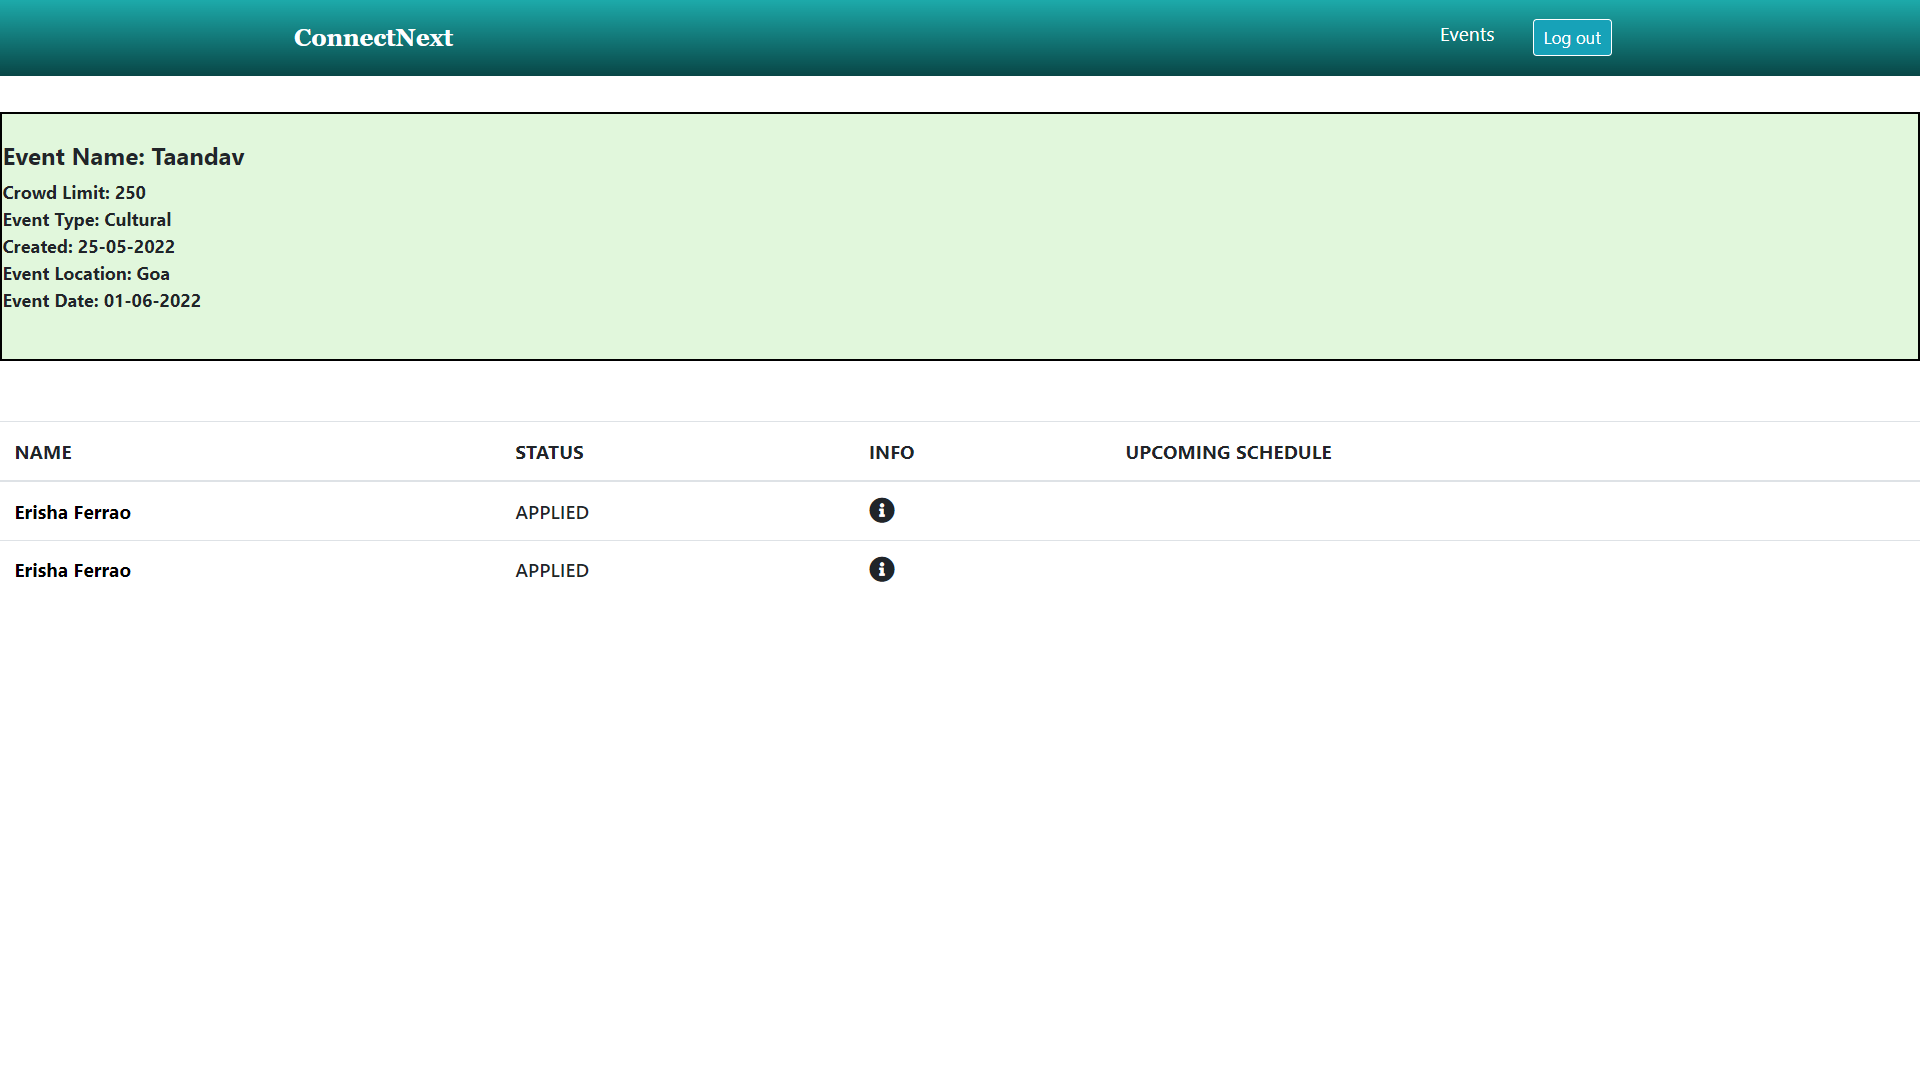 ConnectNext Events Log out
Event Name: Taandav
Crowd Limit: 250
Event Type: Cultural
Created: 25-05-2022
Event Location: Goa
Event Date: 01-06-2022
NAME STATUS INFO UPCOMING SCHEDULE
Erisha Ferrao APPLIED
Erisha Ferrao APPLIED